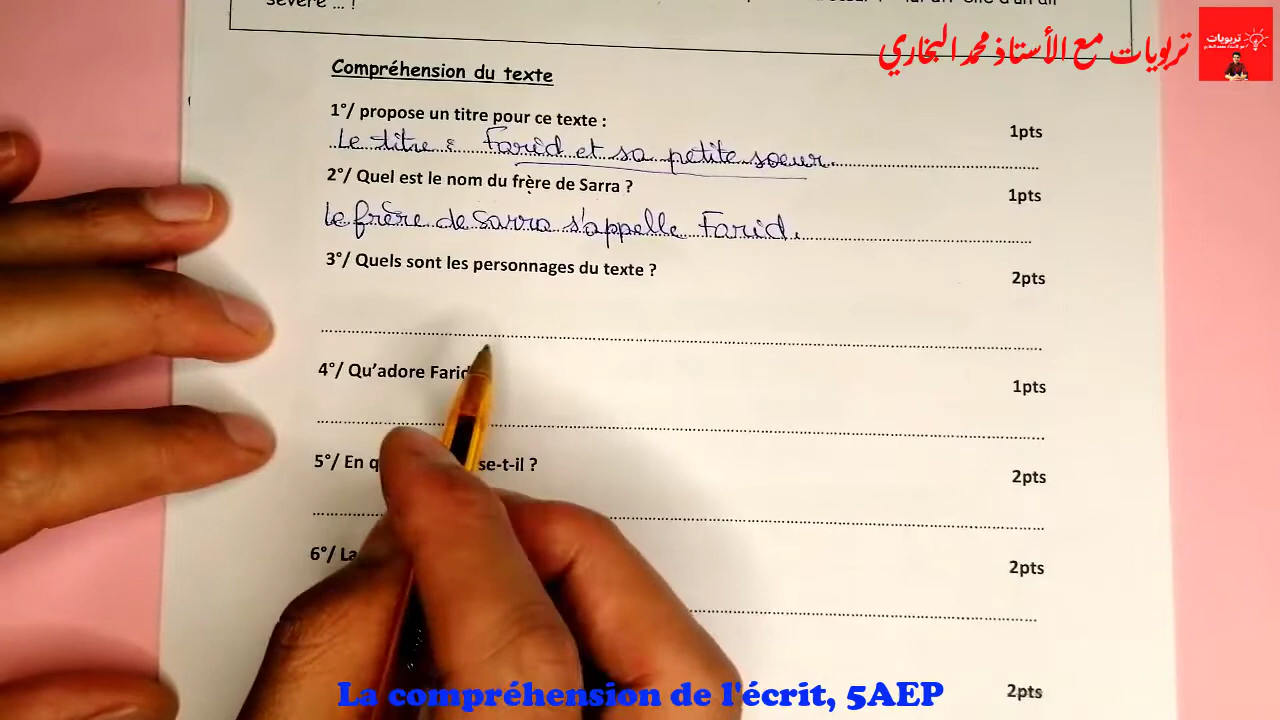 sévère ... !
تربويات مع الأستاذ محمد البخاري
تربويات
Compréhension du texte
1°/ propose un titre pour ce texte :
1pts
Le titre : Farid et sa petite soeur.
2°/ Quel est le nom du frère de Sarra ?
1pts
Le frère de Sarra s'appelle Farid.
3°/ Quels sont les personnages du texte ?
2pts
4°/ Qu'adore Farid
1pts
5°/ En q se-t-il ?
2pts
6°/ La
2pts
2pts
La compréhension de l'écrit, 5AEP